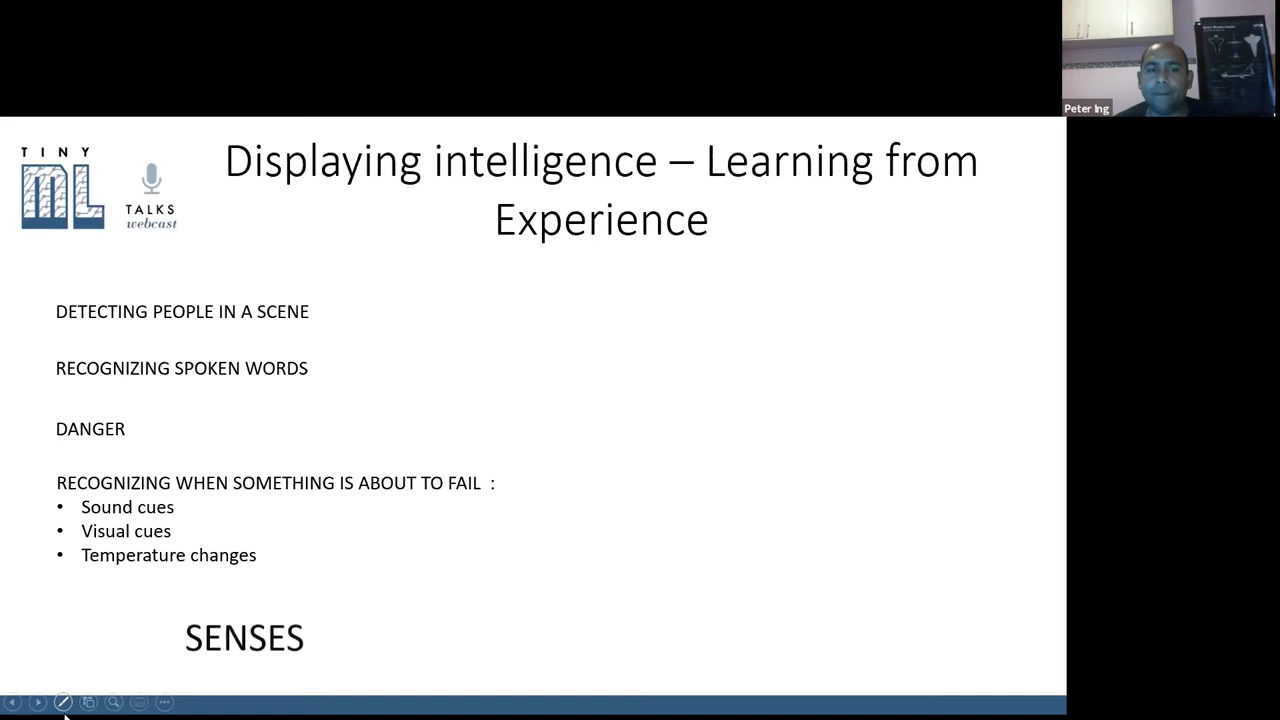 Peter Ing
TINY
ML
TALKS
webcast
Displaying intelligence – Learning from
Experience
DETECTING PEOPLE IN A SCENE
RECOGNIZING SPOKEN WORDS
DANGER
RECOGNIZING WHEN SOMETHING IS ABOUT TO FAIL :
• Sound cues
• Visual cues
• Temperature changes
SENSES